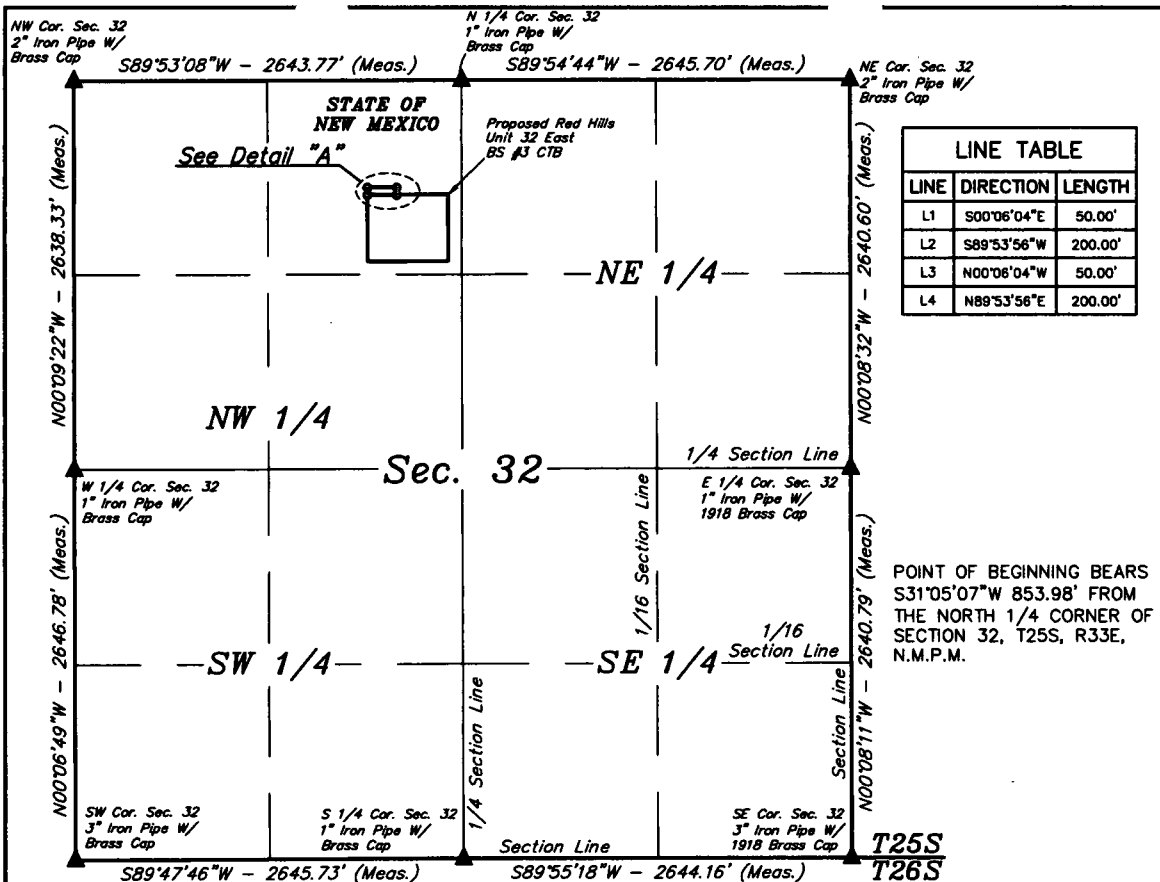 NW Cor. Sec. 32
2" Iron Pipe W/
Brass Cap
N 1/4 Cor. Sec. 32
1" Iron Pipe W/
Brass Cap
NE Cor. Sec. 32
2" Iron Pipe W/
Brass Cap
S89°53'08"W - 2643.77' (Meas.)
S89°54'44"W - 2645.70' (Meas.)
STATE OF
NEW MEXICO
See Detail "A"
Proposed Red Hills
Unit 32 East
BS #3 CTB
N00°09'22"W - 2638.33' (Meas.)
N00°08'32"W - 2640.60' (Meas.)
LINE TABLE
LINE DIRECTION LENGTH
L1 S00°06'04"E 50.00'
L2 S89°53'56"W 200.00'
L3 N00°06'04"W 50.00'
L4 N89°53'56"E 200.00'
NE 1/4
NW 1/4
Sec. 32
1/4 Section Line
W 1/4 Cor. Sec. 32
1" Iron Pipe W/
Brass Cap
E 1/4 Cor. Sec. 32
1" Iron Pipe W/
1918 Brass Cap
1/16 Section Line
N00°06'49"W - 2646.78' (Meas.)
N00°08'11"W - 2640.79' (Meas.)
POINT OF BEGINNING BEARS
S31°05'07"W 853.98' FROM
THE NORTH 1/4 CORNER OF
SECTION 32, T25S, R33E,
N.M.P.M.
SW 1/4
SE 1/4
1/16
Section Line
1/4 Section Line
Section Line
SW Cor. Sec. 32
3" Iron Pipe W/
Brass Cap
S 1/4 Cor. Sec. 32
1" Iron Pipe W/
Brass Cap
SE Cor. Sec. 32
3" Iron Pipe W/
1918 Brass Cap
Section Line
T25S
T26S
S89°47'46"W - 2645.73' (Meas.)
S89°55'18"W - 2644.16' (Meas.)